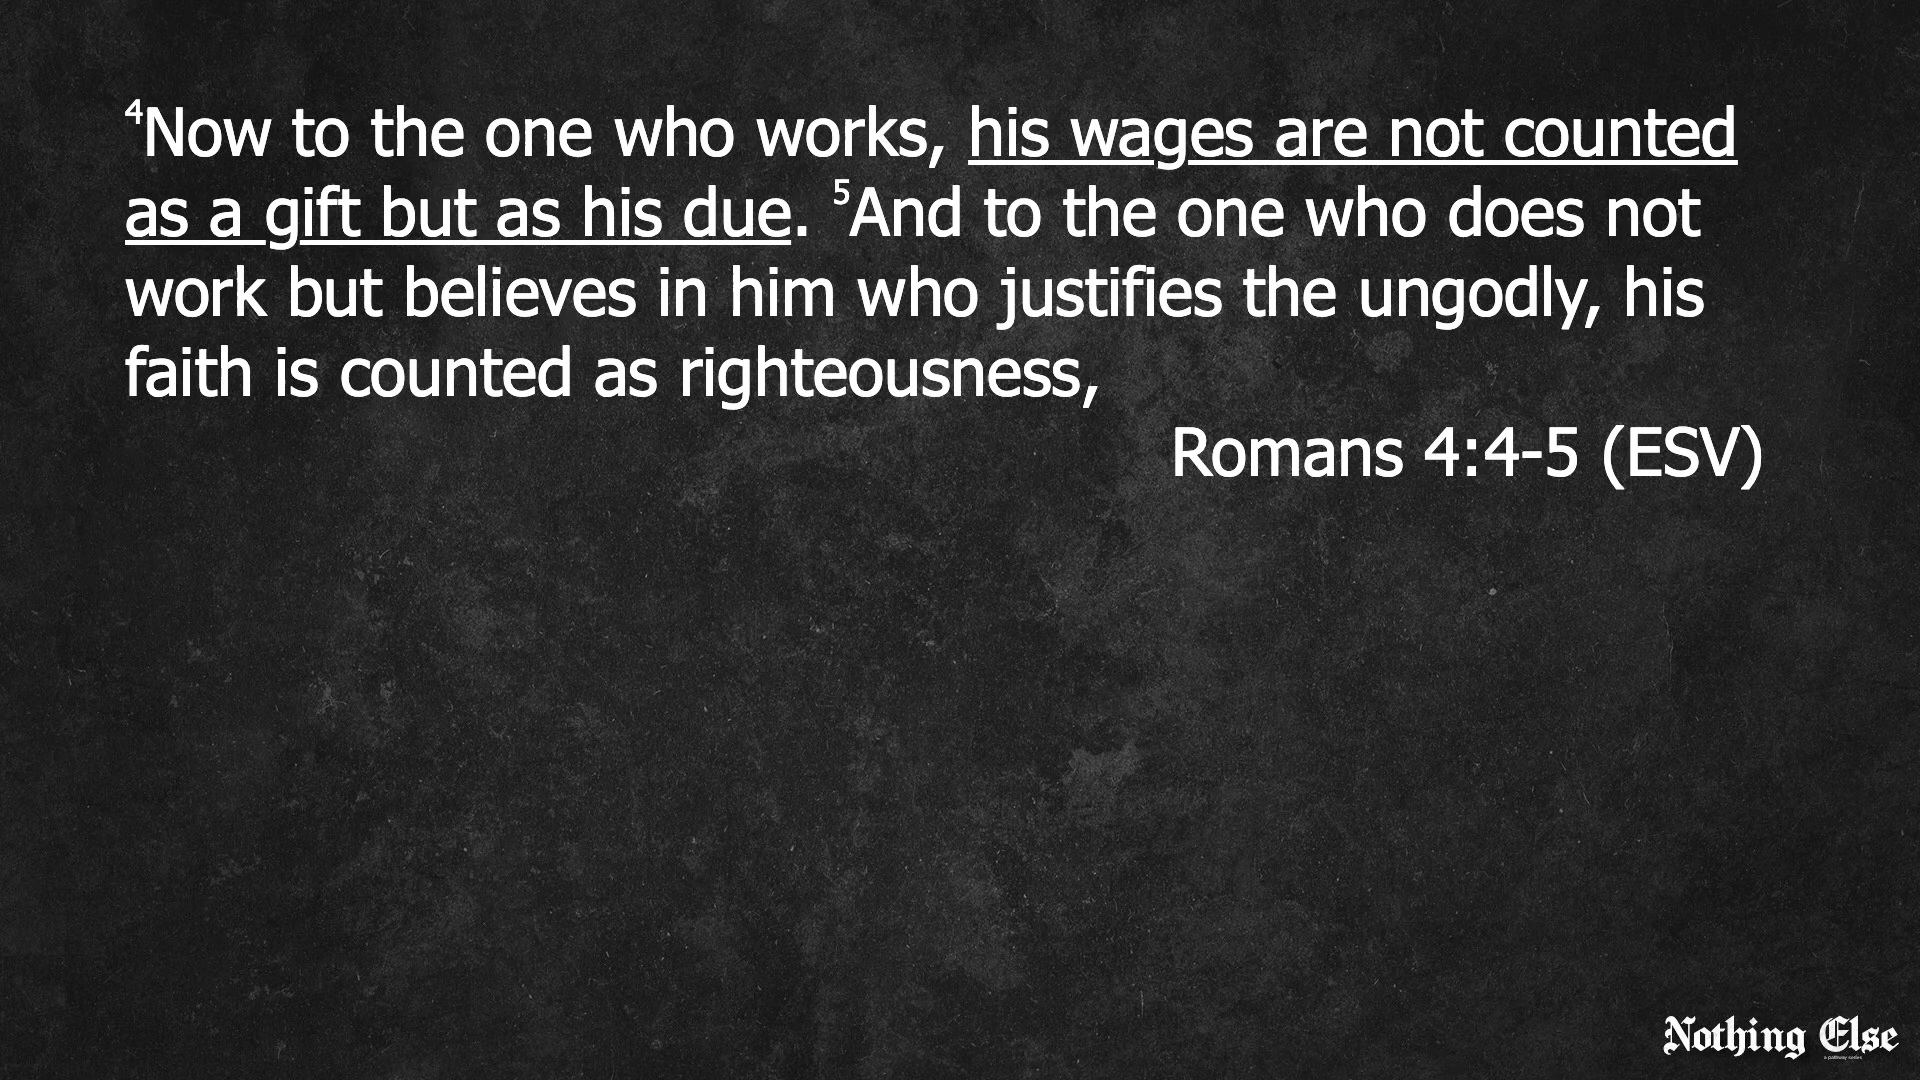 ⁴Now to the one who works, his wages are not counted
as a gift but as his due. ⁵And to the one who does not
work but believes in him who justifies the ungodly, his
faith is counted as righteousness,
Romans 4:4-5 (ESV)
Nothing Else
a pathway series